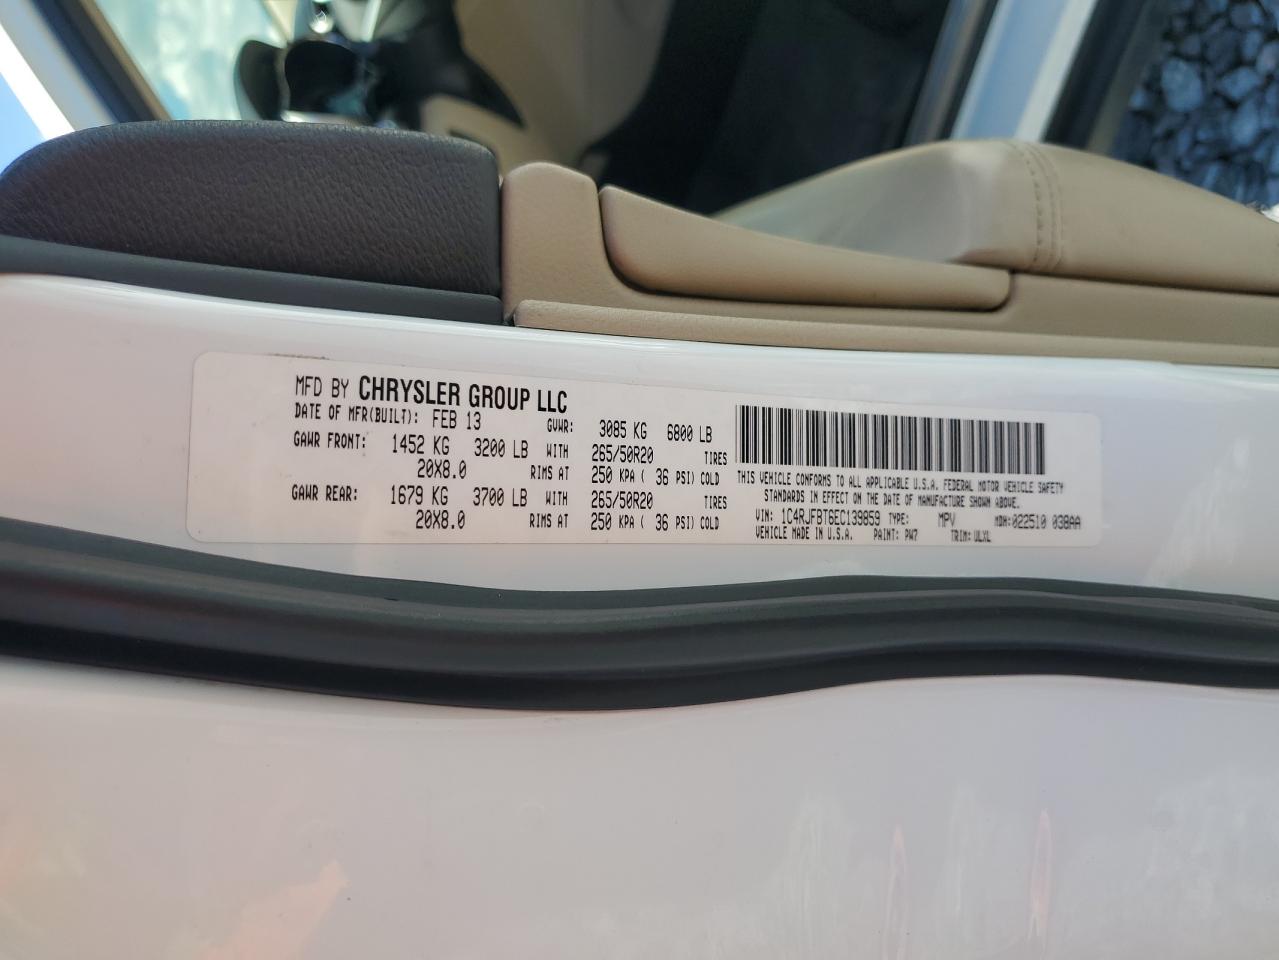 MFD BY CHRYSLER GROUP LLC
DATE OF MFR(BUILT): FEB 13 GVWR: 3085 KG 6800 LB
GAWR FRONT: 1452 KG 3200 LB WITH 265/50R20 TIRES
20X8.0 RIMS AT 250 KPA ( 36 PSI) COLD
GAWR REAR: 1679 KG 3700 LB WITH 265/50R20 TIRES
20X8.0 RIMS AT 250 KPA ( 36 PSI) COLD
THIS VEHICLE CONFORMS TO ALL APPLICABLE U.S.A. FEDERAL MOTOR VEHICLE SAFETY
STANDARDS IN EFFECT ON THE DATE OF MANUFACTURE SHOWN ABOVE.
VIN: 1C4RJFBT6EC139859 TYPE: MPV MDH:022510 038AA
VEHICLE MADE IN U.S.A. PAINT: PW7 TRIM: ULXL